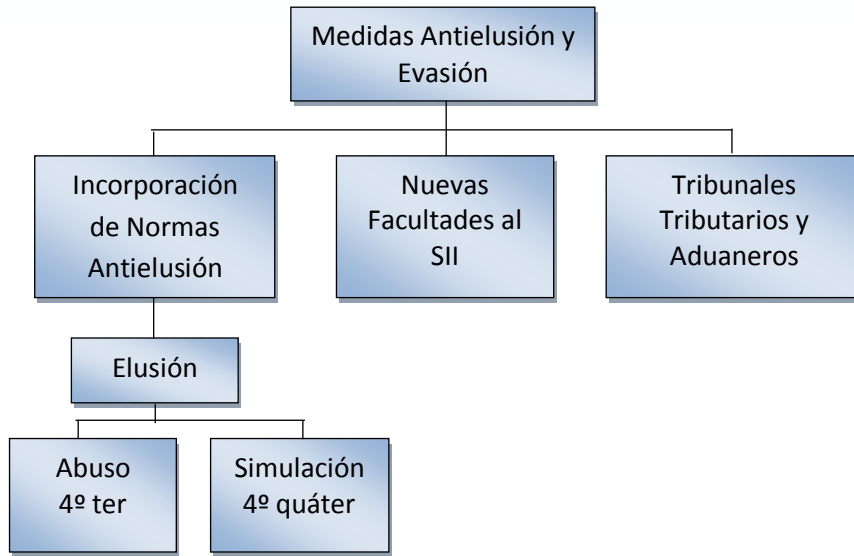 Medidas Antielusión y
Evasión
Incorporación
de Normas
Antielusión
Nuevas
Facultades al
SII
Tribunales
Tributarios y
Aduaneros
Elusión
Abuso
4º ter
Simulación
4º quáter